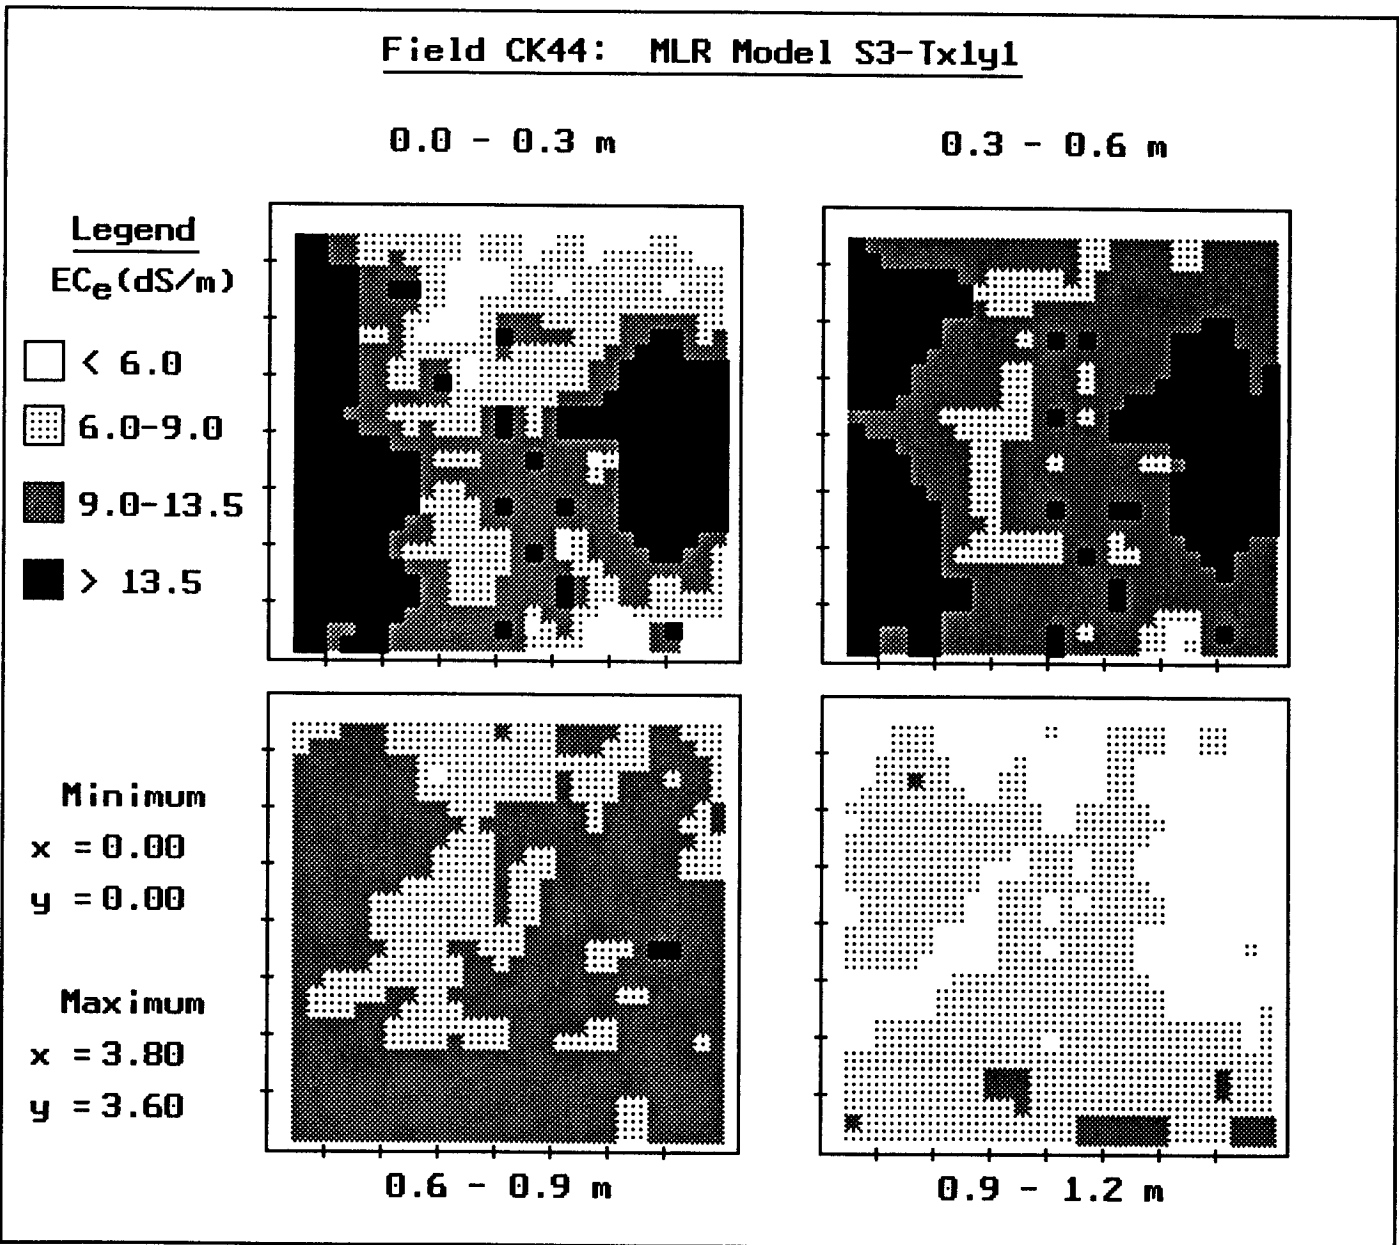 Field CK44: MLR Model S3-Tx1y1
0.0 - 0.3 m
0.3 - 0.6 m
Legend
ECe(dS/m)
< 6.0
6.0-9.0
9.0-13.5
> 13.5
Minimum
x =0.00
y =0.00
Maximum
x =3.80
y =3.60
0.6 - 0.9 m
0.9 - 1.2 m